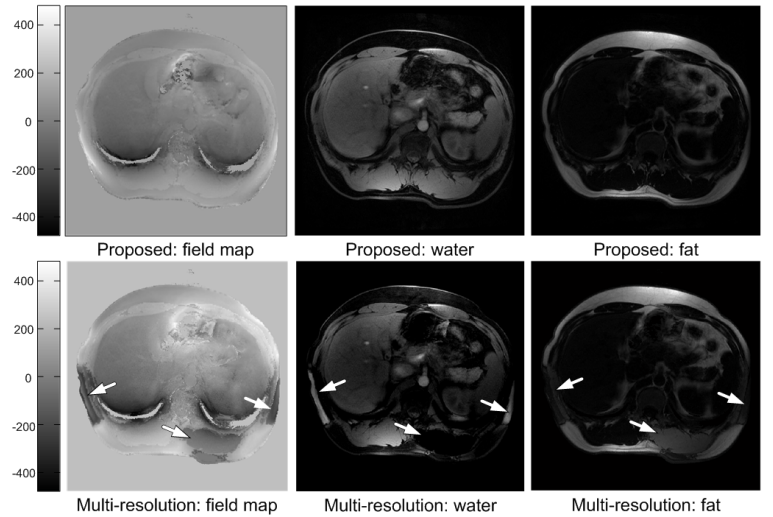 400
200
0
-200
-400
Proposed: field map
Proposed: water
Proposed: fat
400
200
0
-200
-400
Multi-resolution: field map
Multi-resolution: water
Multi-resolution: fat